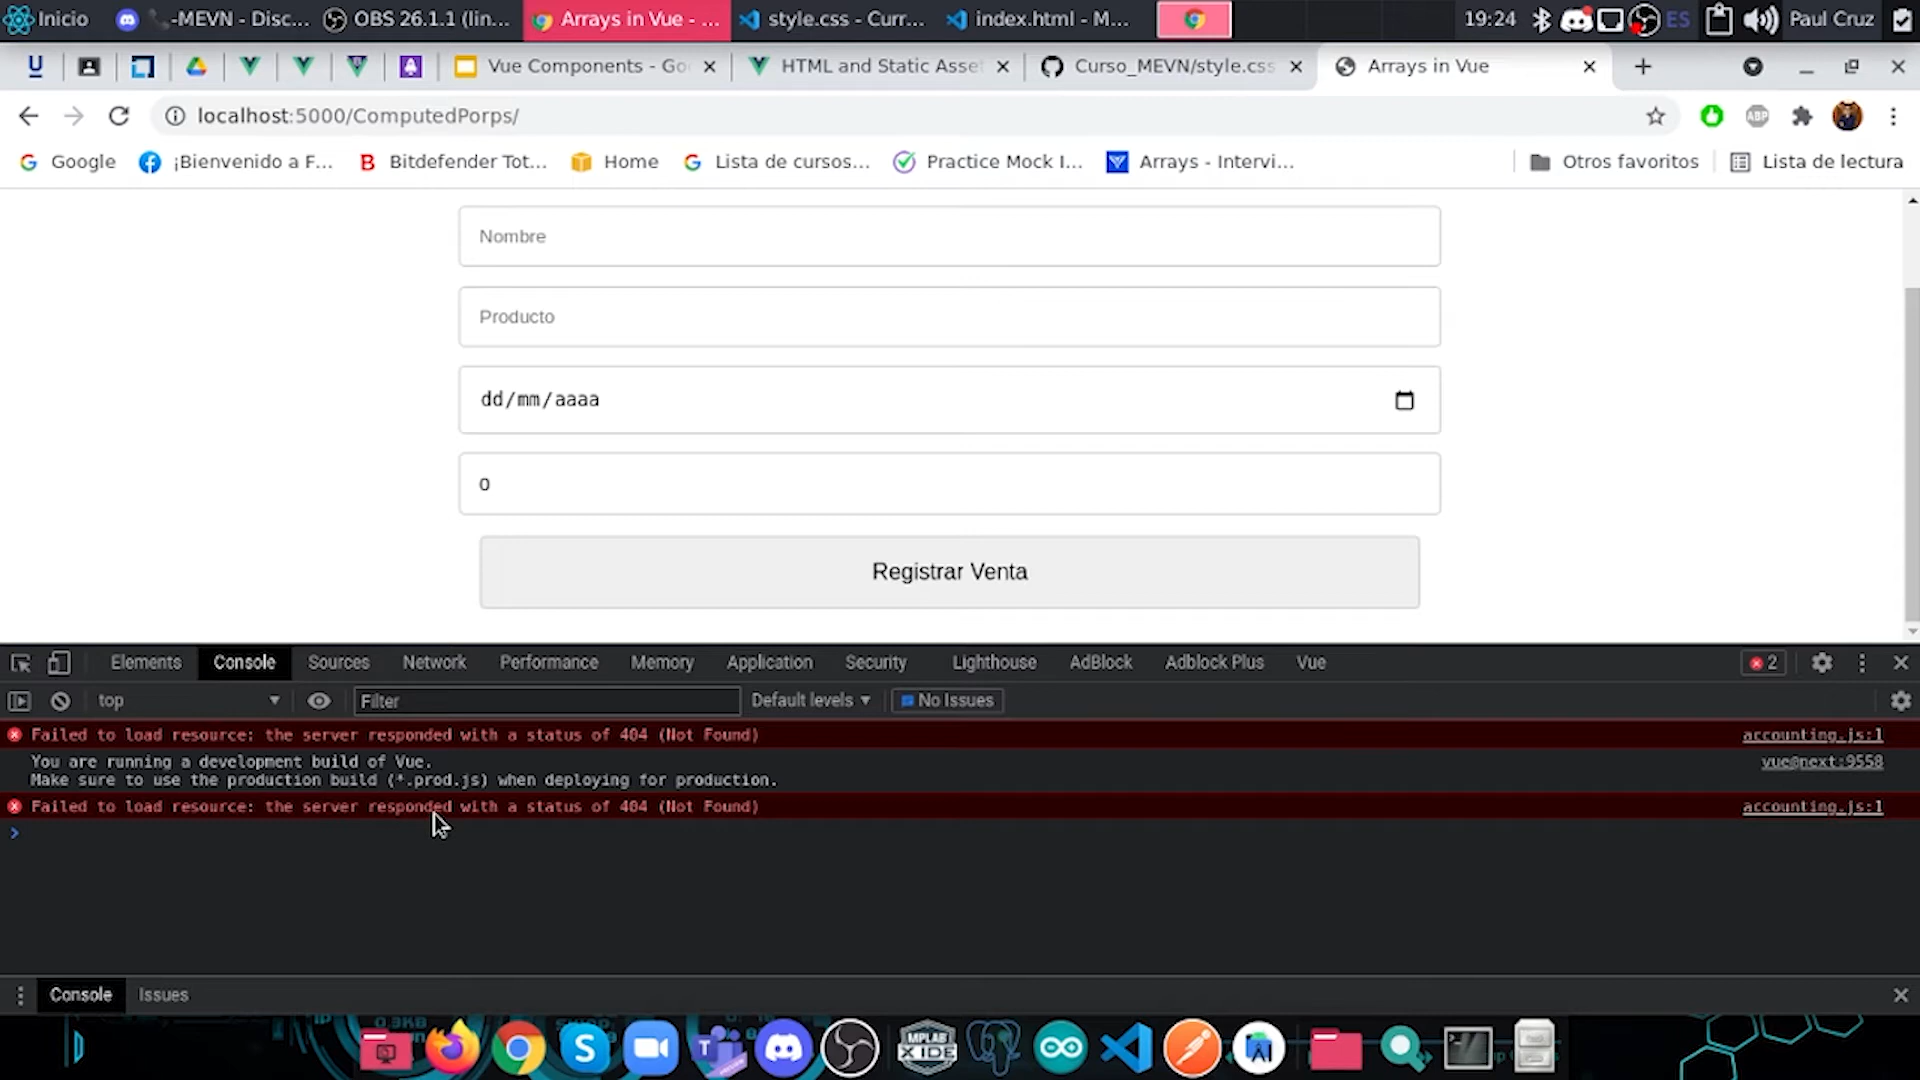 Inicio
📞-MEVN - Disc...
OBS 26.1.1 (lin...
Arrays in Vue - ...
style.css - Curr...
index.html - M...
19:24
ES
Paul Cruz
Vue Components - Go
HTML and Static Asse
Curso_MEVN/style.css
Arrays in Vue
localhost:5000/ComputedPorps/
ABP
Google
¡Bienvenido a F...
Bitdefender Tot...
Home
Lista de cursos...
Practice Mock I...
Arrays - Intervi...
Otros favoritos
Lista de lectura
Nombre
Producto
dd/mm/aaaa
0
Registrar Venta
Elements
Console
Sources
Network
Performance
Memory
Application
Security
Lighthouse
AdBlock
Adblock Plus
Vue
2
top
Filter
Default levels
No Issues
Failed to load resource: the server responded with a status of 404 (Not Found)
accounting.js:1
You are running a development build of Vue.
vue@next:9558
Make sure to use the production build (*.prod.js) when deploying for production.
Failed to load resource: the server responded with a status of 404 (Not Found)
accounting.js:1
Console
Issues
MPLAB
X IDE